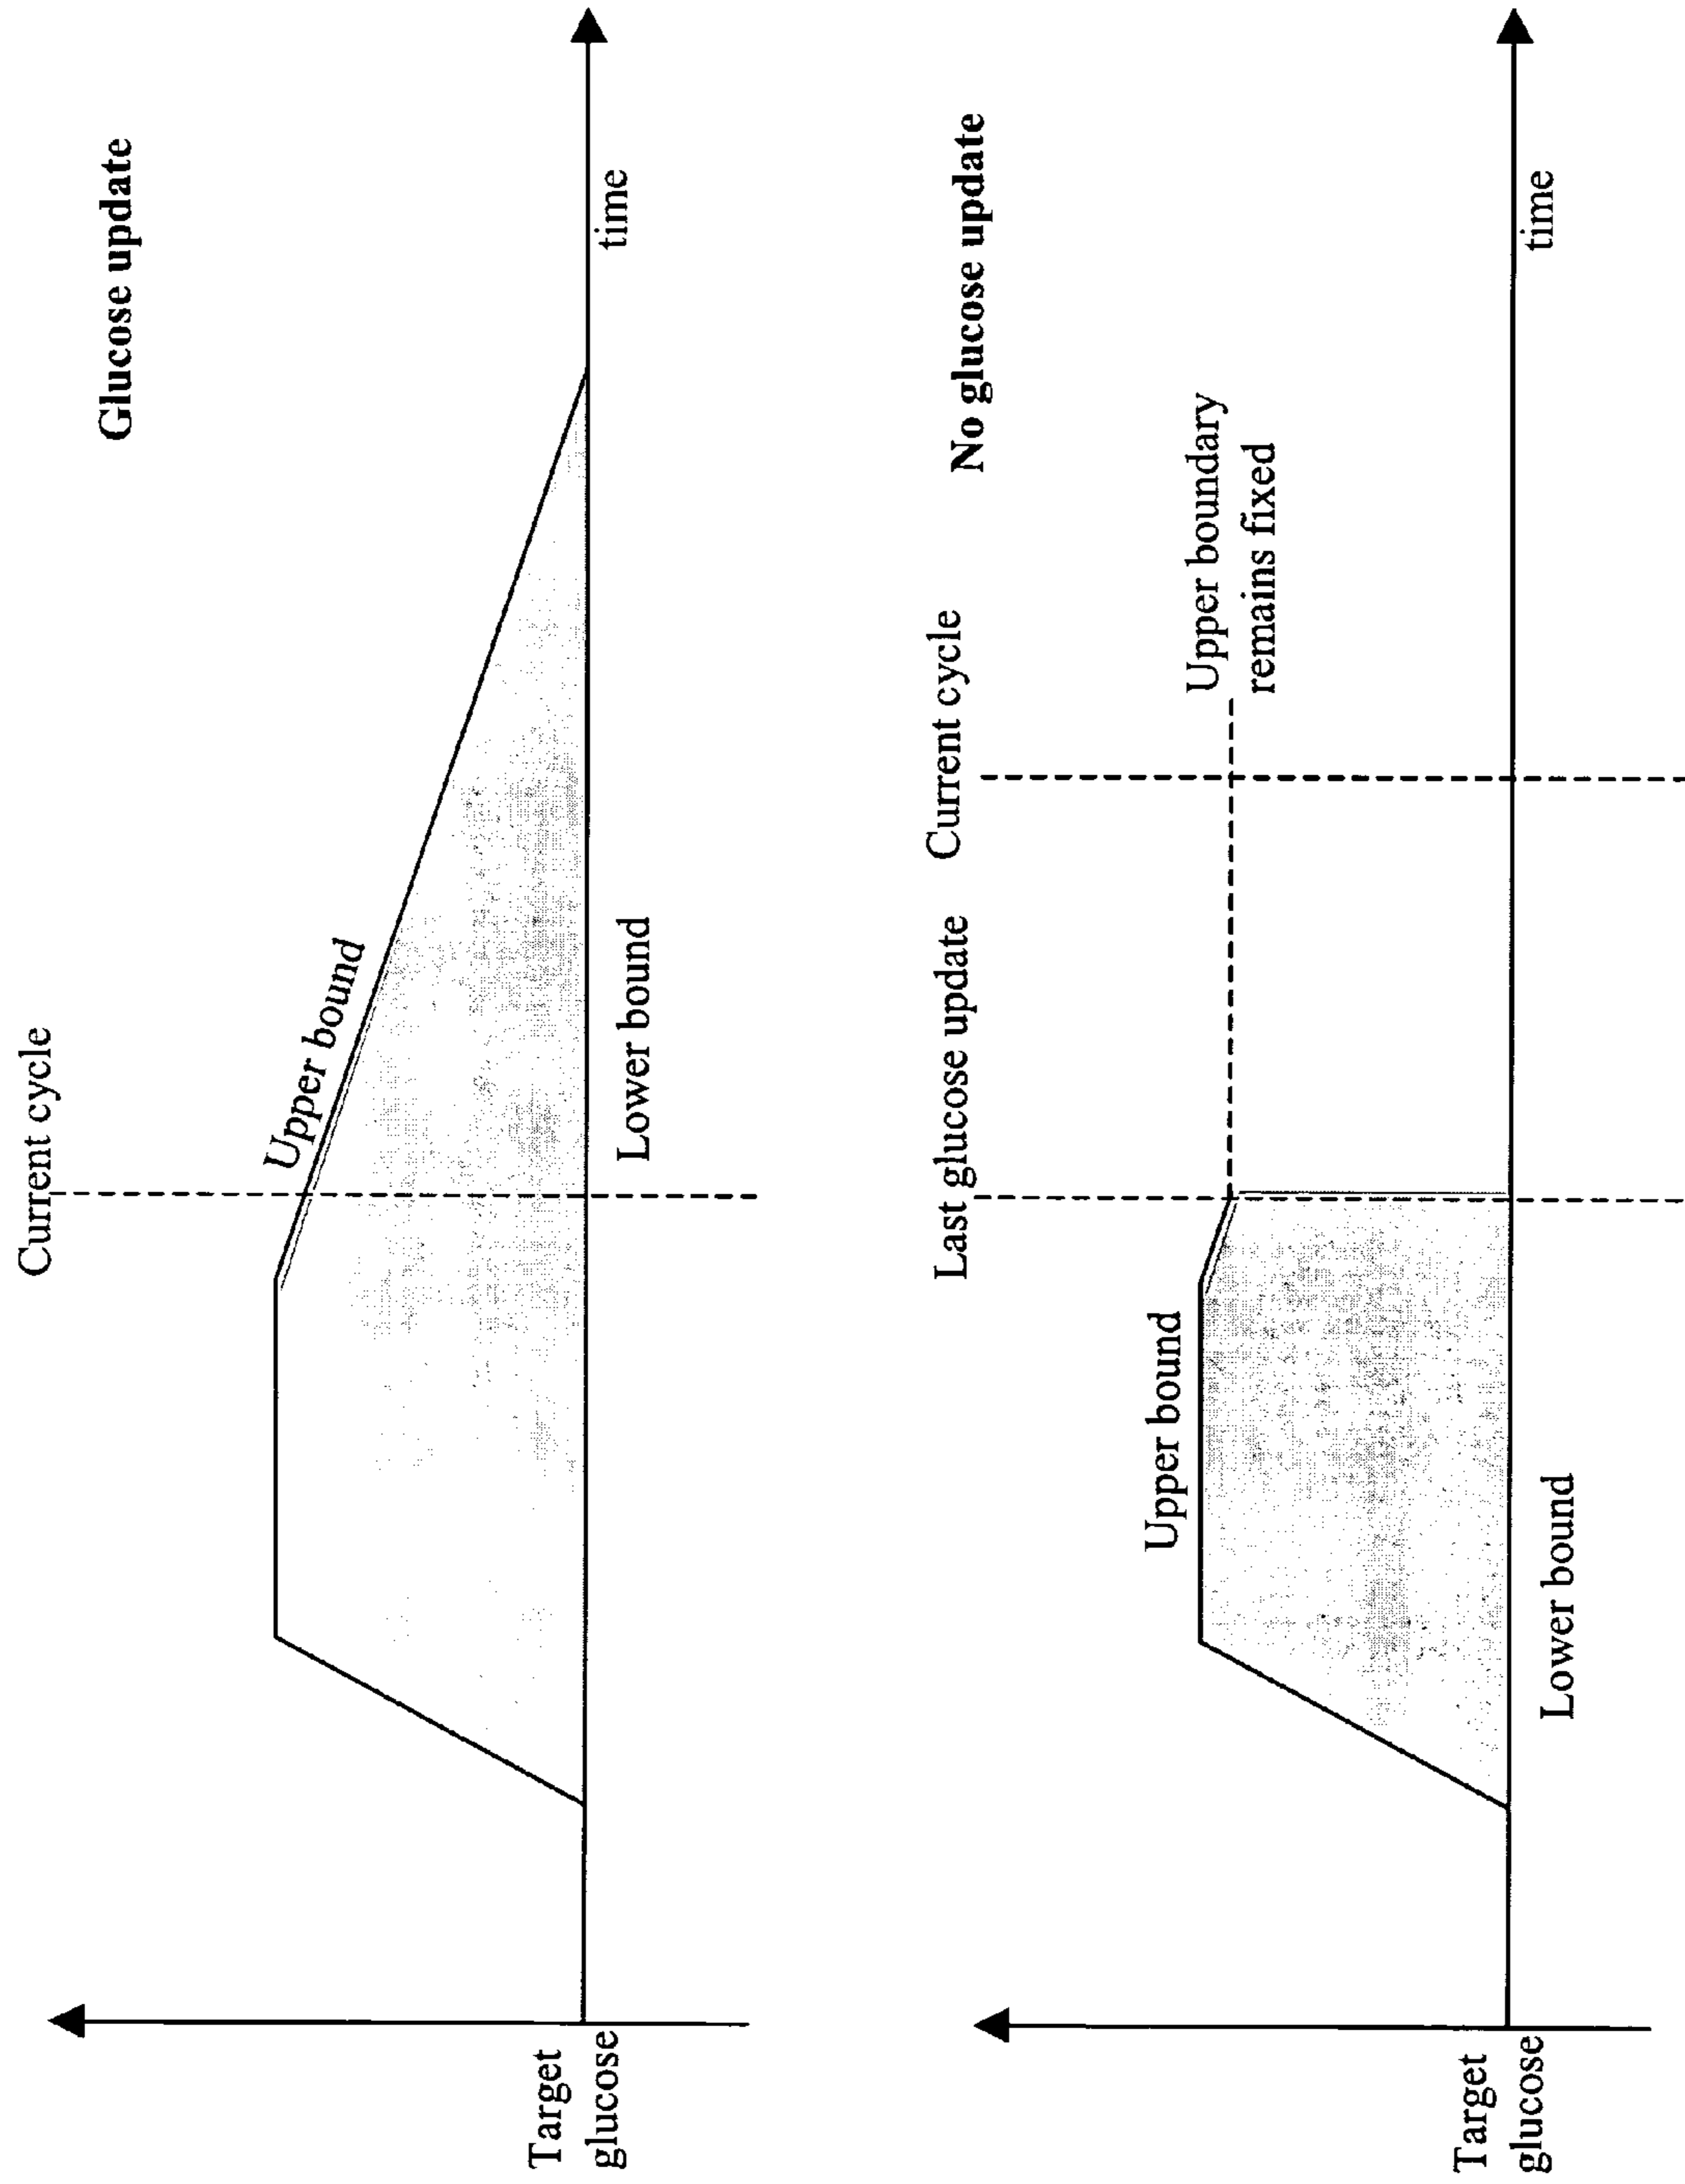 Current cycle
Glucose update
Upper bound
Target
glucose
Lower bound
time
Last glucose update
Current cycle
No glucose update
Upper bound
Upper boundary
remains fixed
Target
glucose
Lower bound
time